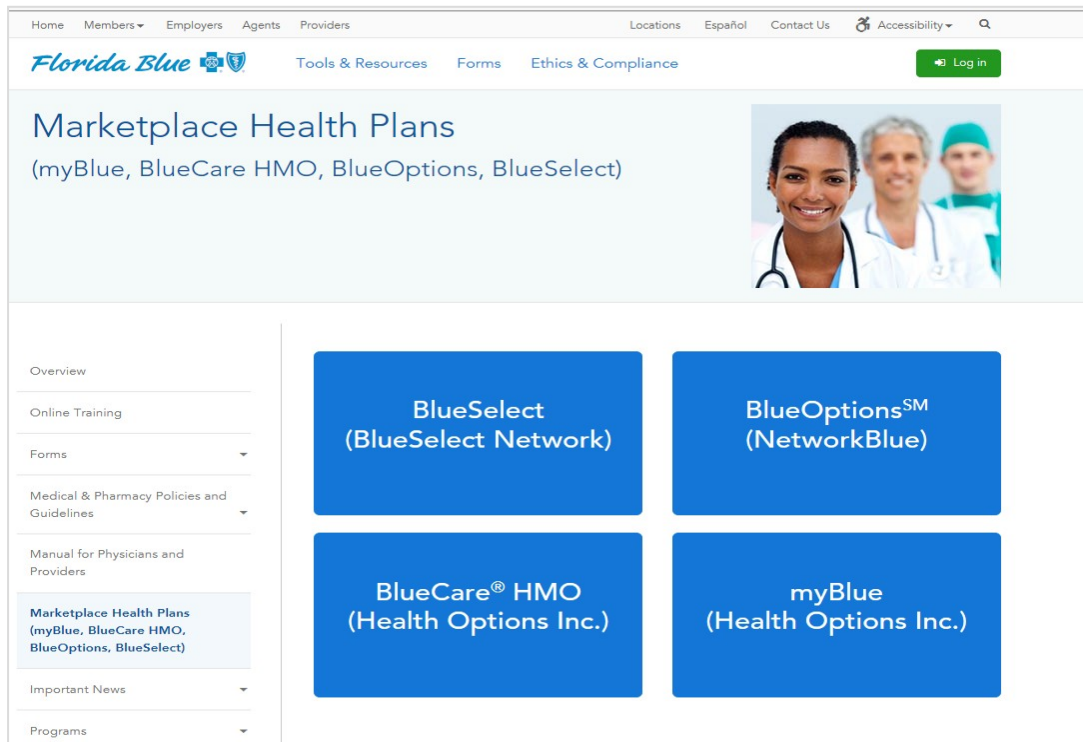 Home Members Employers Agents Providers Locations Español Contact Us Accessibility
Florida Blue Tools & Resources Forms Ethics & Compliance Log in
Marketplace Health Plans
(myBlue, BlueCare HMO, BlueOptions, BlueSelect)
Overview
Online Training
Forms
Medical & Pharmacy Policies and
Guidelines
Manual for Physicians and
Providers
Marketplace Health Plans
(myBlue, BlueCare HMO,
BlueOptions, BlueSelect)
Important News
Programs
BlueSelect
(BlueSelect Network)
BlueOptionsSM
(NetworkBlue)
BlueCare® HMO
(Health Options Inc.)
myBlue
(Health Options Inc.)